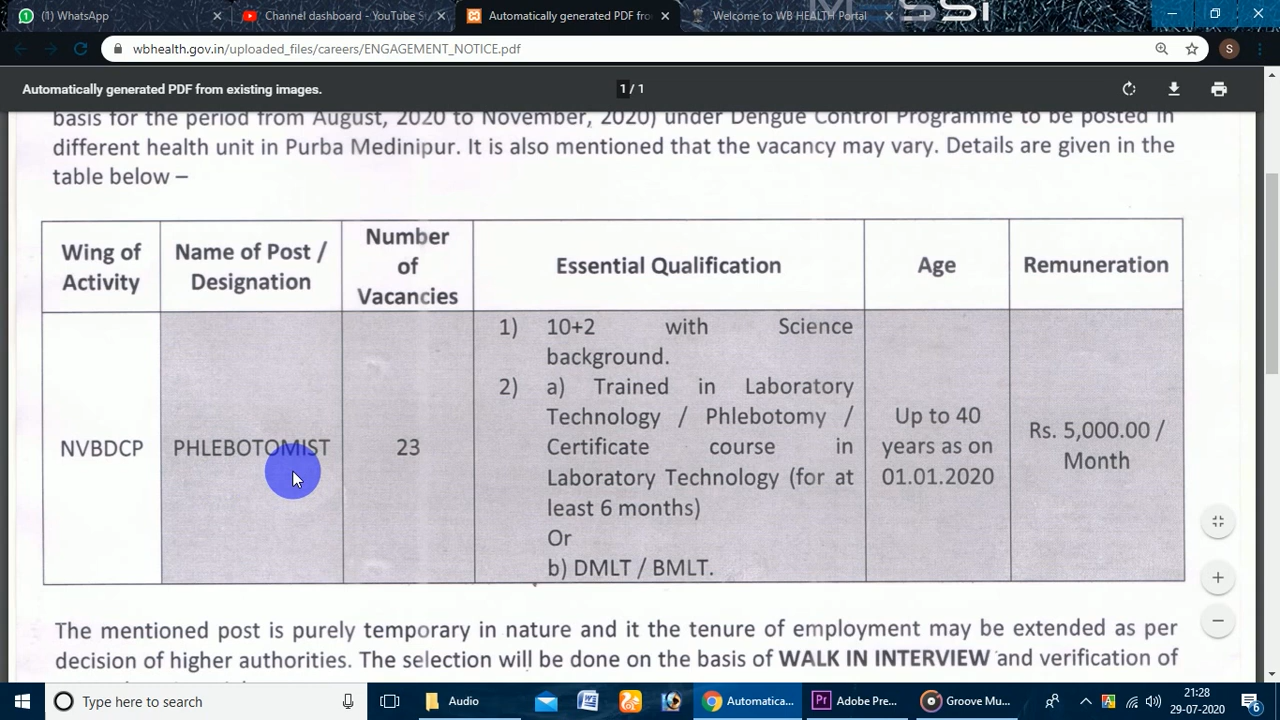 (1) WhatsApp
Channel dashboard - YouTube S
Automatically generated PDF fro
Welcome to WB HEALTH Portal
wbhealth.gov.in/uploaded_files/careers/ENGAGEMENT_NOTICE.pdf
S
Automatically generated PDF from existing images.
1 / 1
basis for the period from August, 2020 to November, 2020) under Dengue Control Programme to be posted in
different health unit in Purba Medinipur. It is also mentioned that the vacancy may vary. Details are given in the
table below –
Wing of
Activity
Name of Post /
Designation
Number
of
Vacancies
Essential Qualification
Age
Remuneration
NVBDCP
PHLEBOTOMIST
23
1) 10+2 with Science
background.
2) a) Trained in Laboratory
Technology / Phlebotomy /
Certificate course in
Laboratory Technology (for at
least 6 months)
Or
b) DMLT / BMLT.
Up to 40
years as on
01.01.2020
Rs. 5,000.00 /
Month
The mentioned post is purely temporary in nature and it the tenure of employment may be extended as per
decision of higher authorities. The selection will be done on the basis of WALK IN INTERVIEW and verification of
Type here to search
Audio
Automatica...
Adobe Pre...
Groove Mu...
21:28
29-07-2020
6